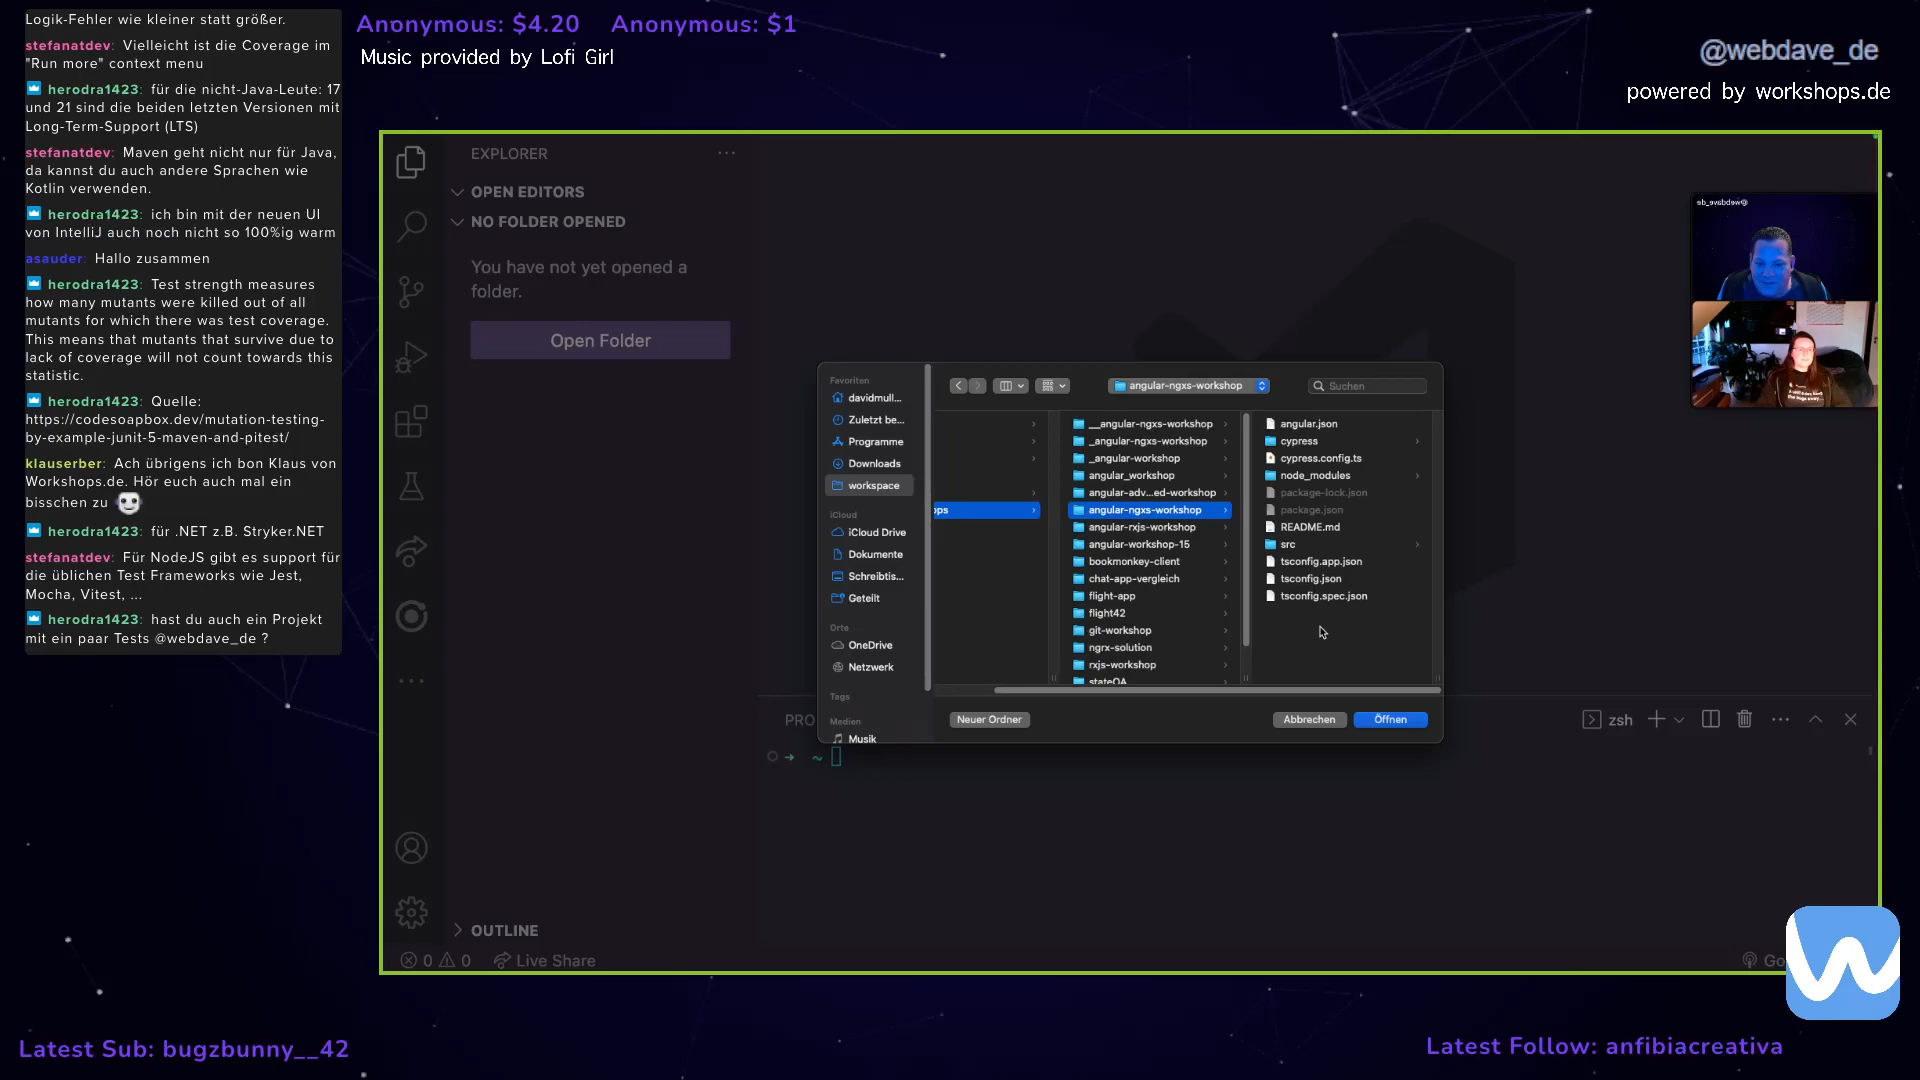 Logik-Fehler wie kleiner statt größer.
stefanatdev: Vielleicht ist die Coverage im
"Run more" context menu
herodra1423: für die nicht-Java-Leute: 17
und 21 sind die beiden letzten Versionen mit
Long-Term-Support (LTS)
stefanatdev: Maven geht nicht nur für Java,
da kannst du auch andere Sprachen wie
Kotlin verwenden.
herodra1423: ich bin mit der neuen UI
von IntelliJ auch noch nicht so 100%ig warm
asauder: Hallo zusammen
herodra1423: Test strength measures
how many mutants were killed out of all
mutants for which there was test coverage.
This means that mutants that survive due to
lack of coverage will not count towards this
statistic.
herodra1423: Quelle:
https://codesoapbox.dev/mutation-testing-
by-example-junit-5-maven-and-pitest/
klauserber: Ach übrigens ich bon Klaus von
Workshops.de. Hör euch auch mal ein
bisschen zu
herodra1423: für .NET z.B. Stryker.NET
stefanatdev: Für NodeJS gibt es support für
die üblichen Test Frameworks wie Jest,
Mocha, Vitest, ...
herodra1423: hast du auch ein Projekt
mit ein paar Tests @webdave_de ?
Anonymous: $4.20 Anonymous: $1
Music provided by Lofi Girl
@webdave_de
powered by workshops.de
EXPLORER
OPEN EDITORS
NO FOLDER OPENED
You have not yet opened a
folder.
Open Folder
OUTLINE
0 0 Live Share
Go
PRO
zsh
~
angular-ngxs-workshop
Suchen
Favoriten
davidmull...
Zuletzt be...
Programme
Downloads
workspace
iCloud
iCloud Drive
Dokumente
Schreibtis...
Geteilt
Orte
OneDrive
Netzwerk
Tags
Medien
Musik
ops
__angular-ngxs-workshop
_angular-ngxs-workshop
_angular-workshop
angular_workshop
angular-adv...ed-workshop
angular-ngxs-workshop
angular-rxjs-workshop
angular-workshop-15
bookmonkey-client
chat-app-vergleich
flight-app
flight42
git-workshop
ngrx-solution
rxjs-workshop
stateQA
angular.json
cypress
cypress.config.ts
node_modules
package-lock.json
package.json
README.md
src
tsconfig.app.json
tsconfig.json
tsconfig.spec.json
Neuer Ordner
Abbrechen
Öffnen
@webdave_de
Latest Sub: bugzbunny__42
Latest Follow: anfibiacreativa